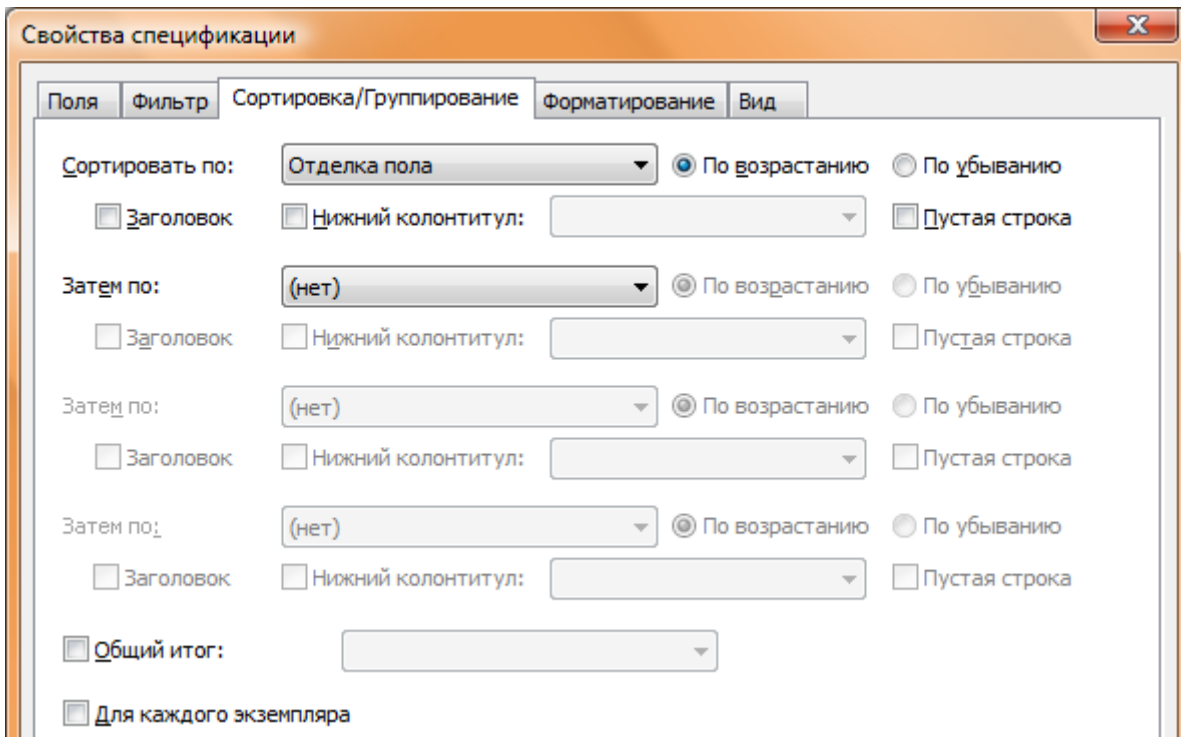 Свойства спецификации
Поля Фильтр Сортировка/Группирование Форматирование Вид
Сортировать по: Отделка пола По возрастанию По убыванию
Заголовок Нижний колонтитул: Пустая строка
Затем по: (нет) По возрастанию По убыванию
Заголовок Нижний колонтитул: Пустая строка
Затем по: (нет) По возрастанию По убыванию
Заголовок Нижний колонтитул: Пустая строка
Затем по: (нет) По возрастанию По убыванию
Заголовок Нижний колонтитул: Пустая строка
Общий итог:
Для каждого экземпляра